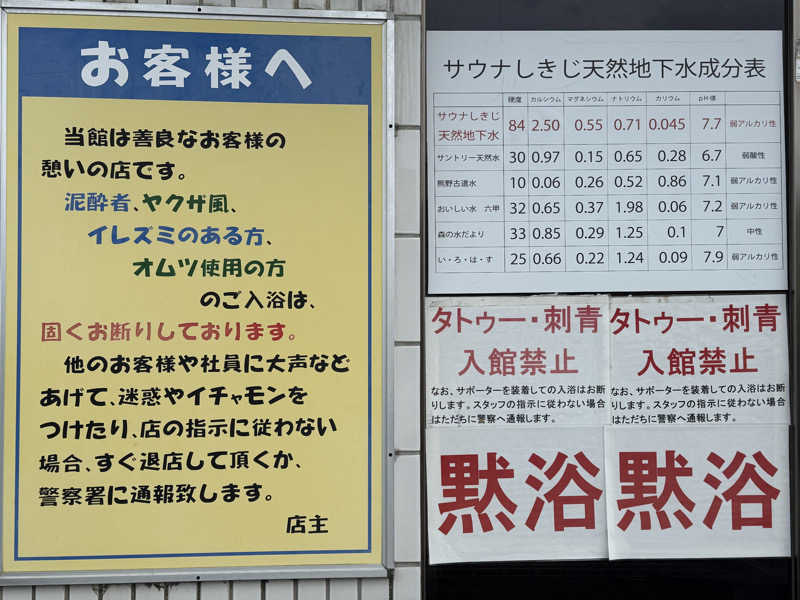 お客様へ
当館は善良なお客様の
憩いの店です。
泥酔者、ヤクザ風、
イレズミのある方、
オムツ使用の方
のご入浴は、
固くお断りしております。
他のお客様や社員に大声など
あげて、迷惑やイチャモンを
つけたり、店の指示に従わない
場合、すぐ退店して頂くか、
警察署に通報致します。
店主
サウナしきじ天然地下水成分表
硬度 カルシウム マグネシウム ナトリウム カリウム pH値
サウナしきじ
天然地下水 84 2.50 0.55 0.71 0.045 7.7 弱アルカリ性
サントリー天然水 30 0.97 0.15 0.65 0.28 6.7 弱酸性
熊野古道水 10 0.06 0.26 0.52 0.86 7.1 弱アルカリ性
おいしい水 六甲 32 0.65 0.37 1.98 0.06 7.2 弱アルカリ性
森の水だより 33 0.85 0.29 1.25 0.1 7 中性
い・ろ・は・す 25 0.66 0.22 1.24 0.09 7.9 弱アルカリ性
タトゥー・刺青
入館禁止
なお、サポーターを装着しての入浴はお断
りします。スタッフの指示に従わない場合
はただちに警察へ通報します。
タトゥー・刺青
入館禁止
なお、サポーターを装着しての入浴はお断
りします。スタッフの指示に従わない場合
はただちに警察へ通報します。
黙浴
黙浴